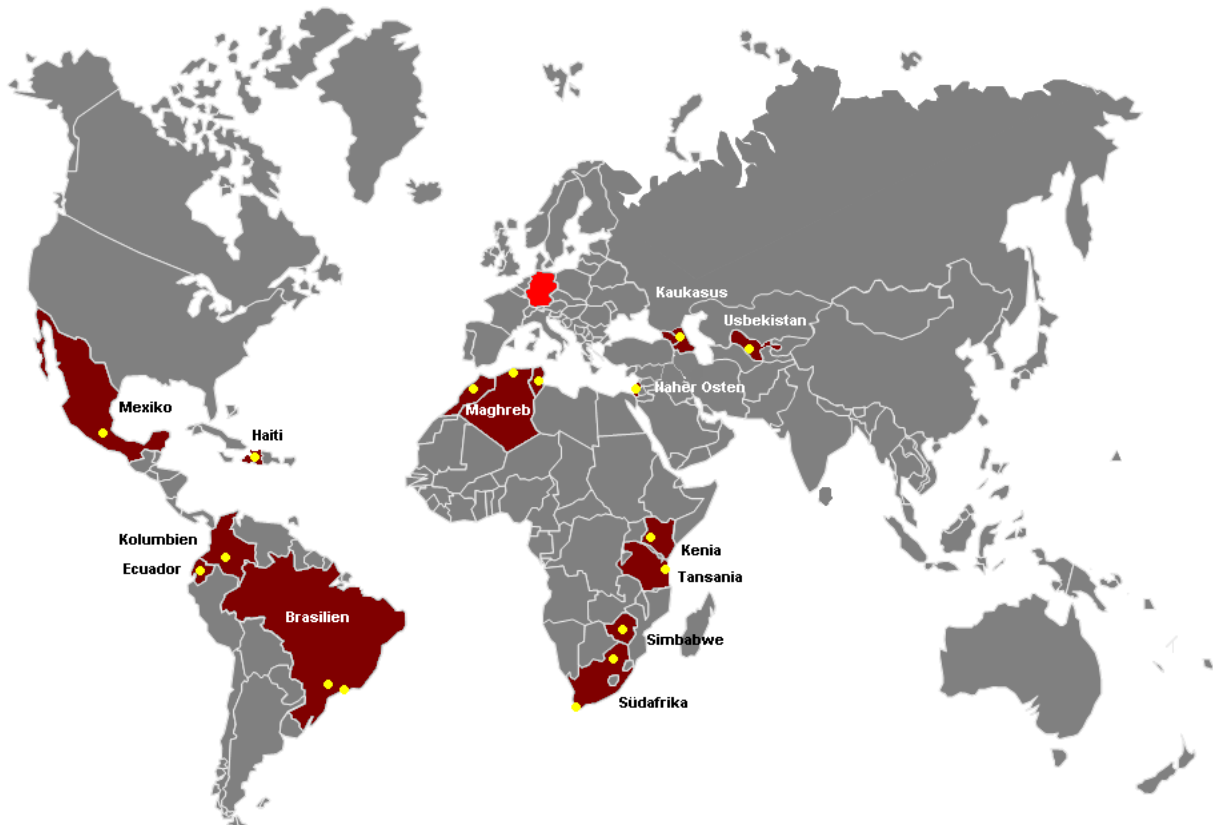 Kaukasus
Usbekistan
Naher Osten
Mexiko
Maghreb
Haiti
Kolumbien
Ecuador
Kenia
Tansania
Brasilien
Simbabwe
Südafrika